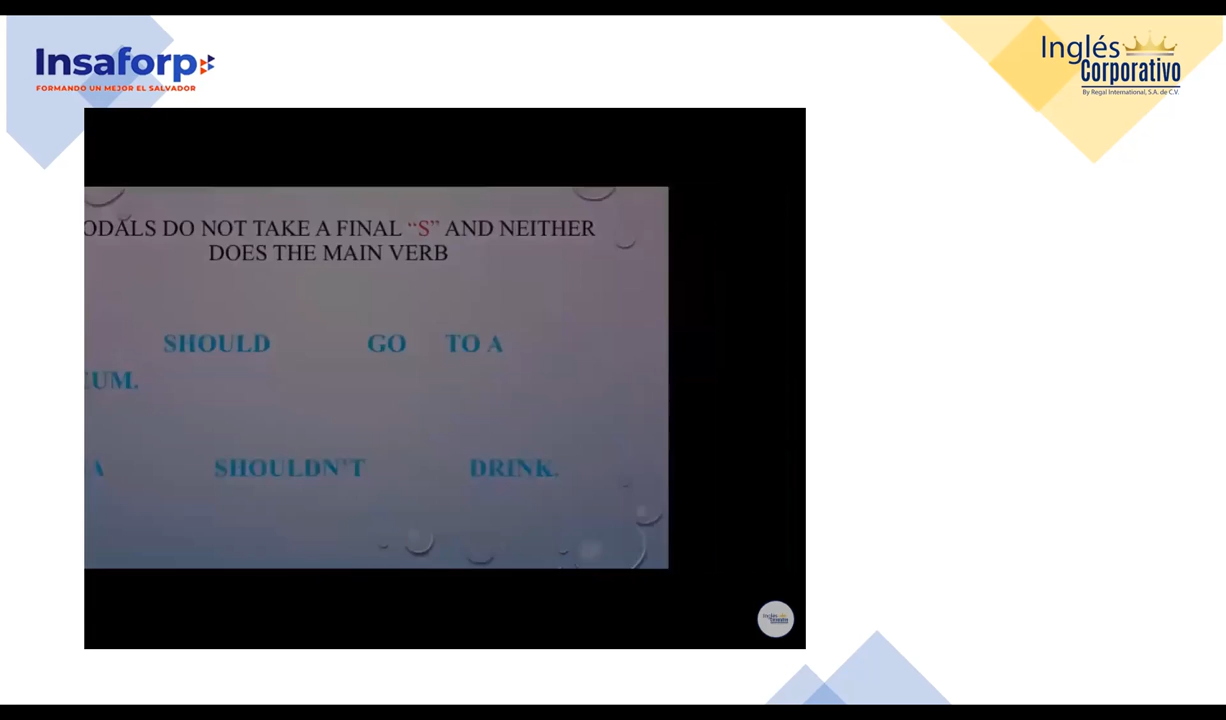 Insaforp
FORMANDO UN MEJOR EL SALVADOR
Inglés
Corporativo
By Regal International, S.A. de C.V.
ODALS DO NOT TAKE A FINAL “S” AND NEITHER
DOES THE MAIN VERB
SHOULD GO TO A
EUM.
A SHOULDN'T DRINK.